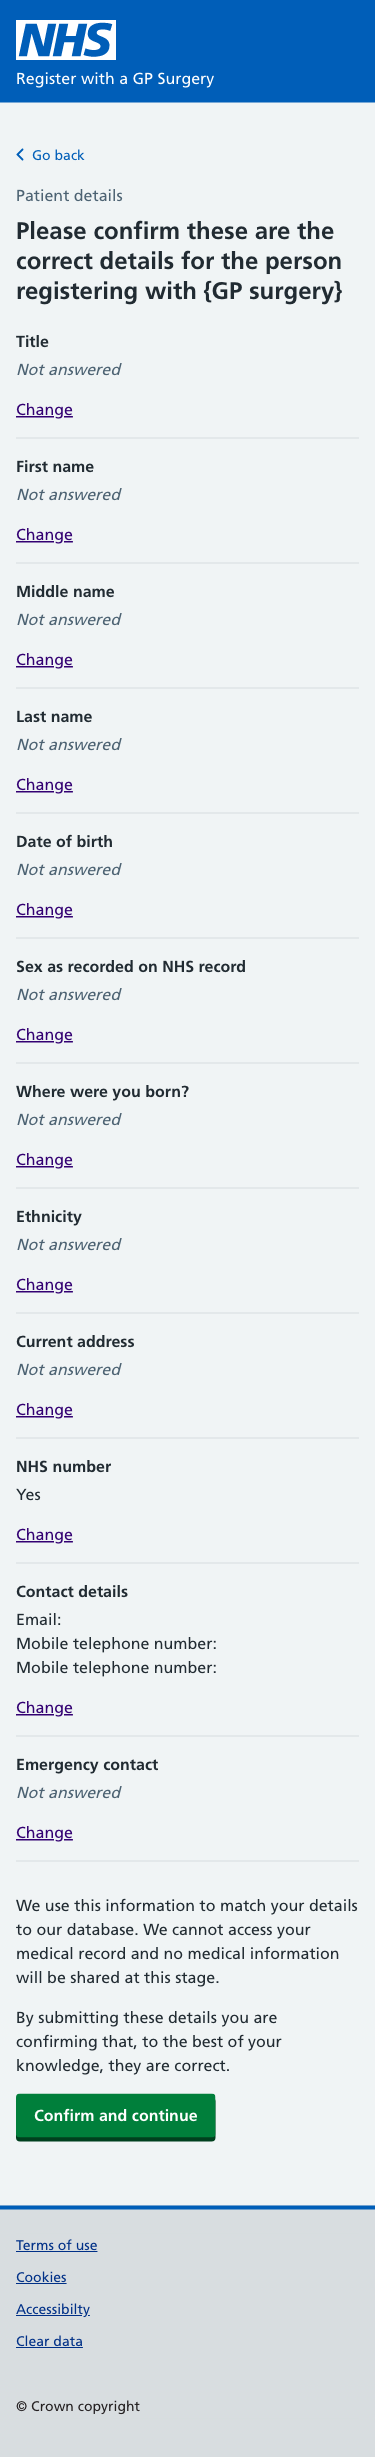 NHS
Register with a GP Surgery
Go back
Patient details
Please confirm these are the
correct details for the person
registering with {GP surgery}
Title
Not answered
Change
First name
Not answered
Change
Middle name
Not answered
Change
Last name
Not answered
Change
Date of birth
Not answered
Change
Sex as recorded on NHS record
Not answered
Change
Where were you born?
Not answered
Change
Ethnicity
Not answered
Change
Current address
Not answered
Change
NHS number
Yes
Change
Contact details
Email:
Mobile telephone number:
Mobile telephone number:
Change
Emergency contact
Not answered
Change
We use this information to match your details
to our database. We cannot access your
medical record and no medical information
will be shared at this stage.
By submitting these details you are
confirming that, to the best of your
knowledge, they are correct.
Confirm and continue
Terms of use
Cookies
Accessibilty
Clear data
© Crown copyright